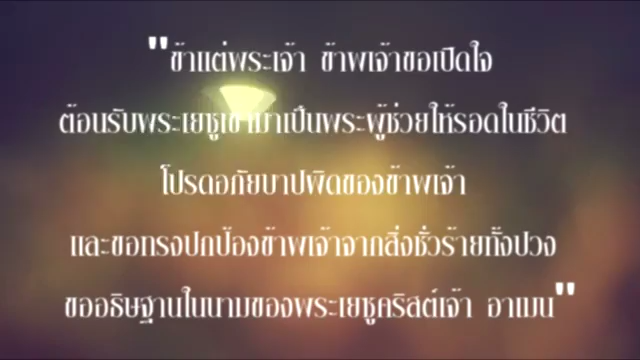 "ข้าแต่พระเจ้า ข้าพเจ้าขอเปิดใจ
ต้อนรับพระเยซูเข้ามาเป็นพระผู้ช่วยให้รอดในชีวิต
โปรดอภัยบาปผิดของข้าพเจ้า
และขอทรงปกป้องข้าพเจ้าจากสิ่งชั่วร้ายทั้งปวง
ขออธิษฐานในนามของพระเยซูคริสต์เจ้า อาเมน"